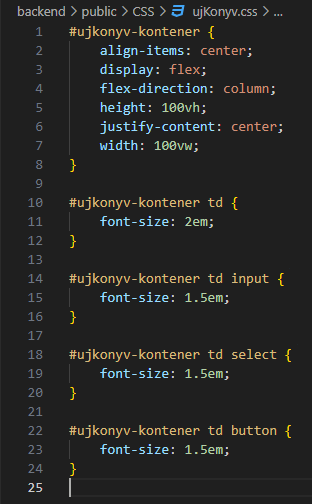 backend > public > CSS > ujKonyv.css > ...
1 #ujkonyv-kontener {
2     align-items: center;
3     display: flex;
4     flex-direction: column;
5     height: 100vh;
6     justify-content: center;
7     width: 100vw;
8 }
9
10 #ujkonyv-kontener td {
11     font-size: 2em;
12 }
13
14 #ujkonyv-kontener td input {
15     font-size: 1.5em;
16 }
17
18 #ujkonyv-kontener td select {
19     font-size: 1.5em;
20 }
21
22 #ujkonyv-kontener td button {
23     font-size: 1.5em;
24 }
25